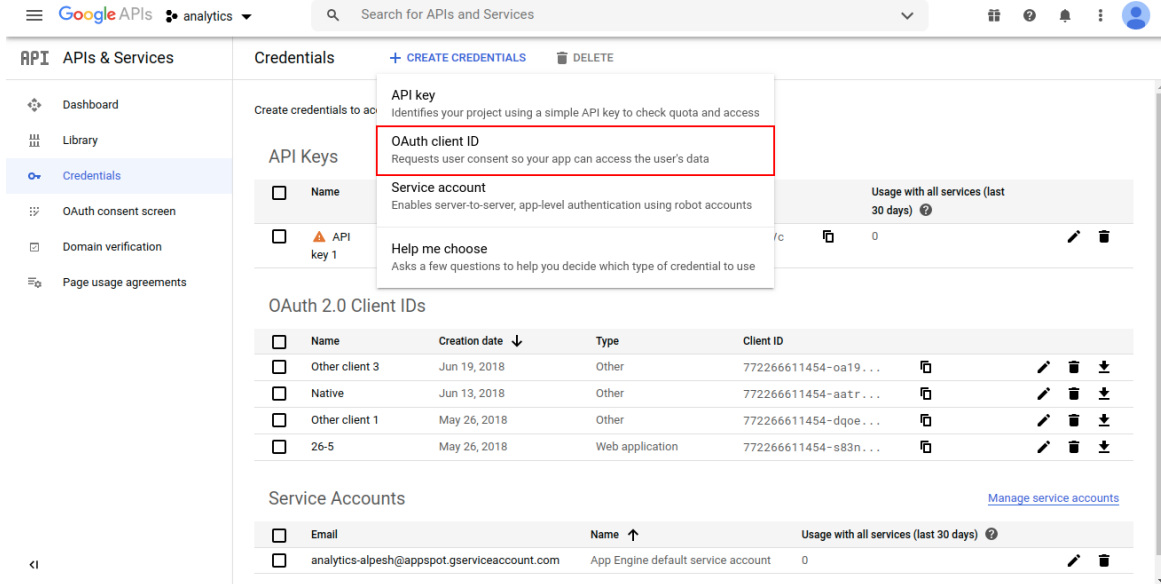 Google APIs analytics Search for APIs and Services
API APIs & Services
Credentials CREATE CREDENTIALS DELETE
Dashboard
Library
Credentials
OAuth consent screen
Domain verification
Page usage agreements
Create credentials to ac
API key
Identifies your project using a simple API key to check quota and access
OAuth client ID
Requests user consent so your app can access the user's data
Service account
Enables server-to-server, app-level authentication using robot accounts
Help me choose
Asks a few questions to help you decide which type of credential to use
API Keys
Name Usage with all services (last
30 days)
API /c 0
key 1
OAuth 2.0 Client IDs
Name Creation date Type Client ID
Other client 3 Jun 19, 2018 Other 772266611454-oa19...
Native Jun 13, 2018 Other 772266611454-aatr...
Other client 1 May 26, 2018 Other 772266611454-dqoe...
26-5 May 26, 2018 Web application 772266611454-s83n...
Service Accounts Manage service accounts
Email Name Usage with all services (last 30 days)
analytics-alpesh@appspot.gserviceaccount.com App Engine default service account 0